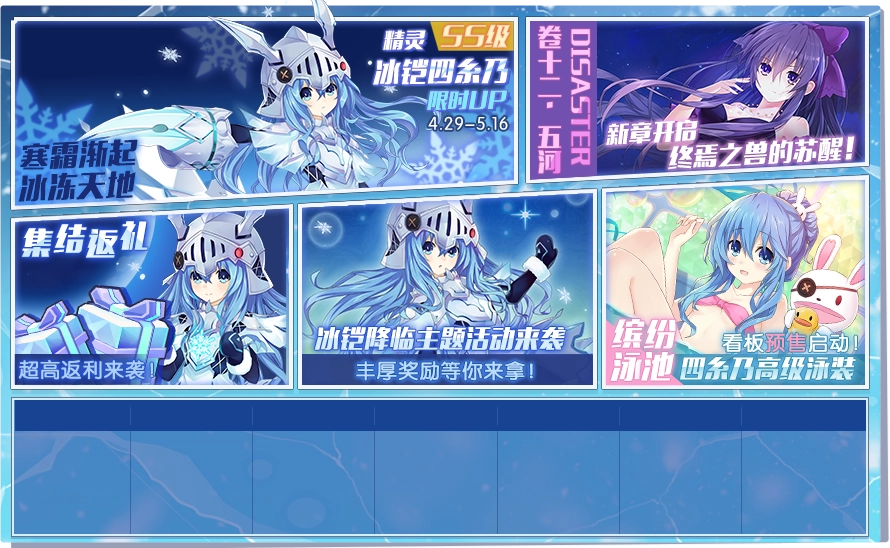 精灵 SS级
冰铠四糸乃
限时UP
4.29-5.16
寒霜渐起
冰冻天地
DISASTER
卷十二·五河
新章开启
终焉之兽的苏醒!
集结返礼
超高返利来袭!
冰铠降临主题活动来袭
丰厚奖励等你来拿!
缤纷
泳池
看板预售启动!
四糸乃高级泳装